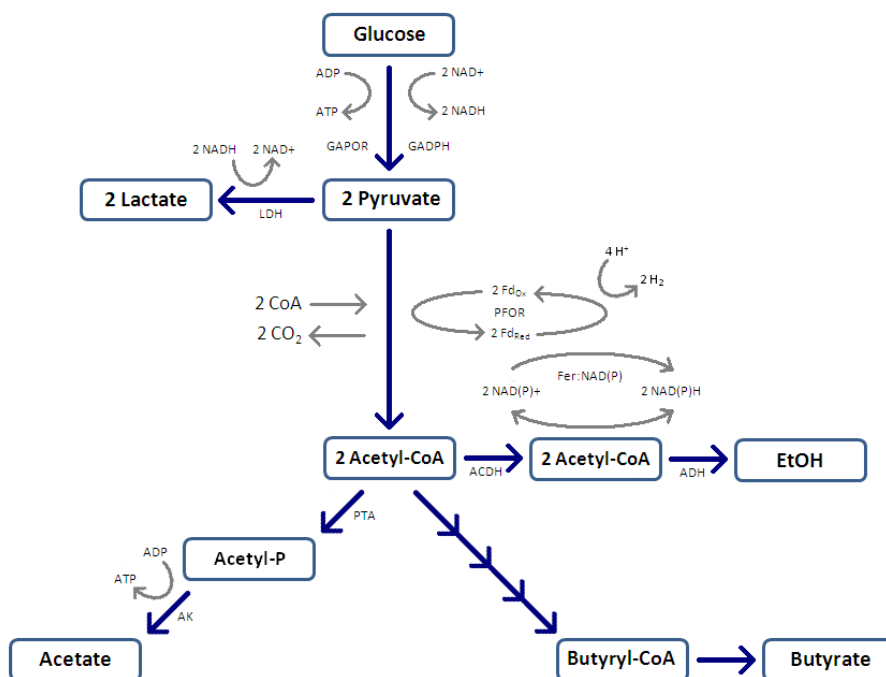 Glucose
ADP
2 NAD+
ATP
2 NADH
GAPOR
GADPH
2 NADH
2 NAD+
2 Lactate
LDH
2 Pyruvate
4 H⁺
2 H₂
2 CoA
2 CO₂
2 Fd_Ox
PFOR
2 Fd_Red
Fer:NAD(P)
2 NAD(P)+
2 NAD(P)H
2 Acetyl-CoA
ACDH
2 Acetyl-CoA
ADH
EtOH
PTA
Acetyl-P
ADP
ATP
AK
Acetate
Butyryl-CoA
Butyrate